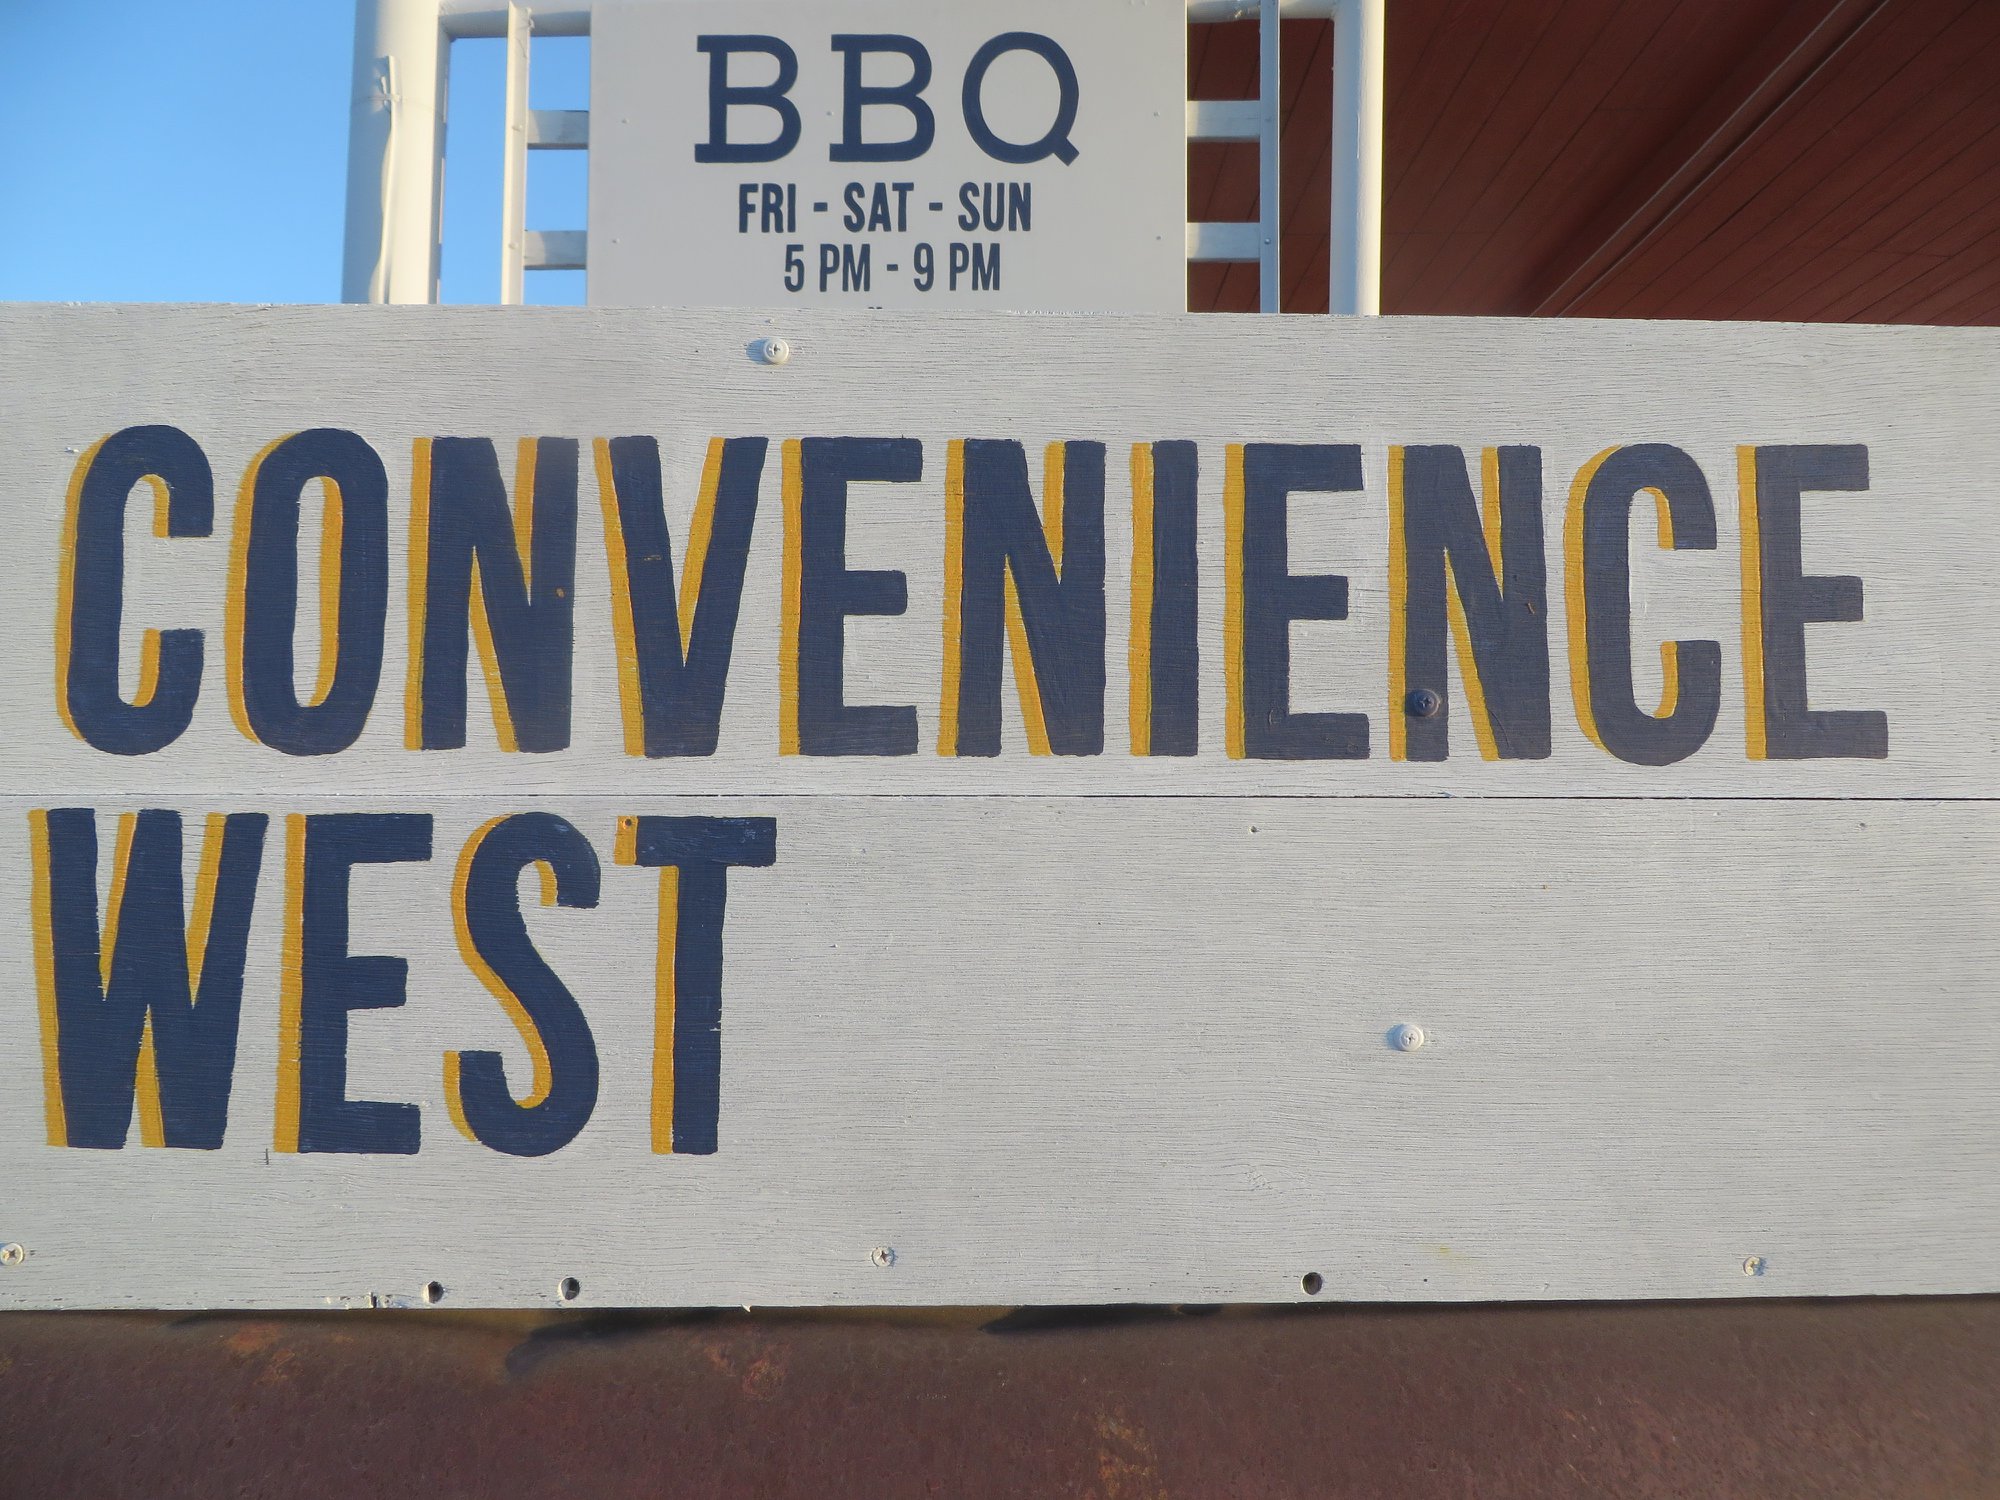 BBQ
FRI - SAT - SUN
5 PM - 9 PM
CONVENIENCE
WEST